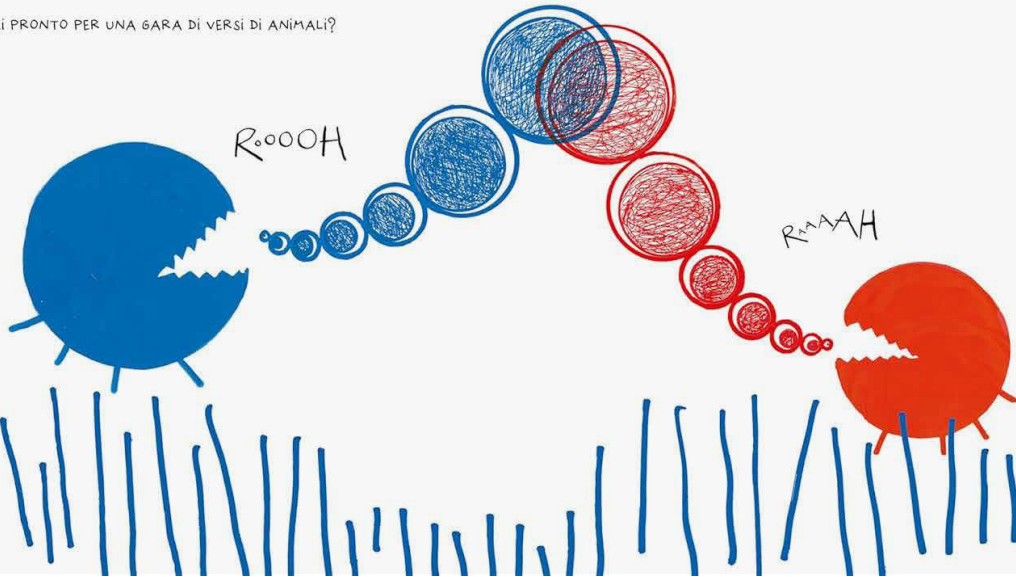 i PRONTO PER UNA GARA DI VERSI DI ANIMALI?
RooOOH
RAAAAH